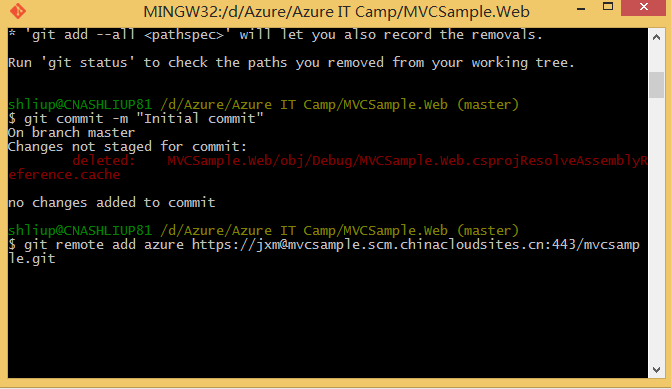 MINGW32:/d/Azure/Azure IT Camp/MVCSample.Web
* 'git add --all <pathspec>' will let you also record the removals.
Run 'git status' to check the paths you removed from your working tree.
shliup@CNASHLIUP81 /d/Azure/Azure IT Camp/MVCSample.Web (master)
$ git commit -m "Initial commit"
On branch master
Changes not staged for commit:
deleted: MVCSample.Web/obj/Debug/MVCSample.Web.csprojResolveAssemblyR
eference.cache
no changes added to commit
shliup@CNASHLIUP81 /d/Azure/Azure IT Camp/MVCSample.Web (master)
$ git remote add azure https://jxm@mvcsample.scm.chinacloudsites.cn:443/mvcsamp
le.git